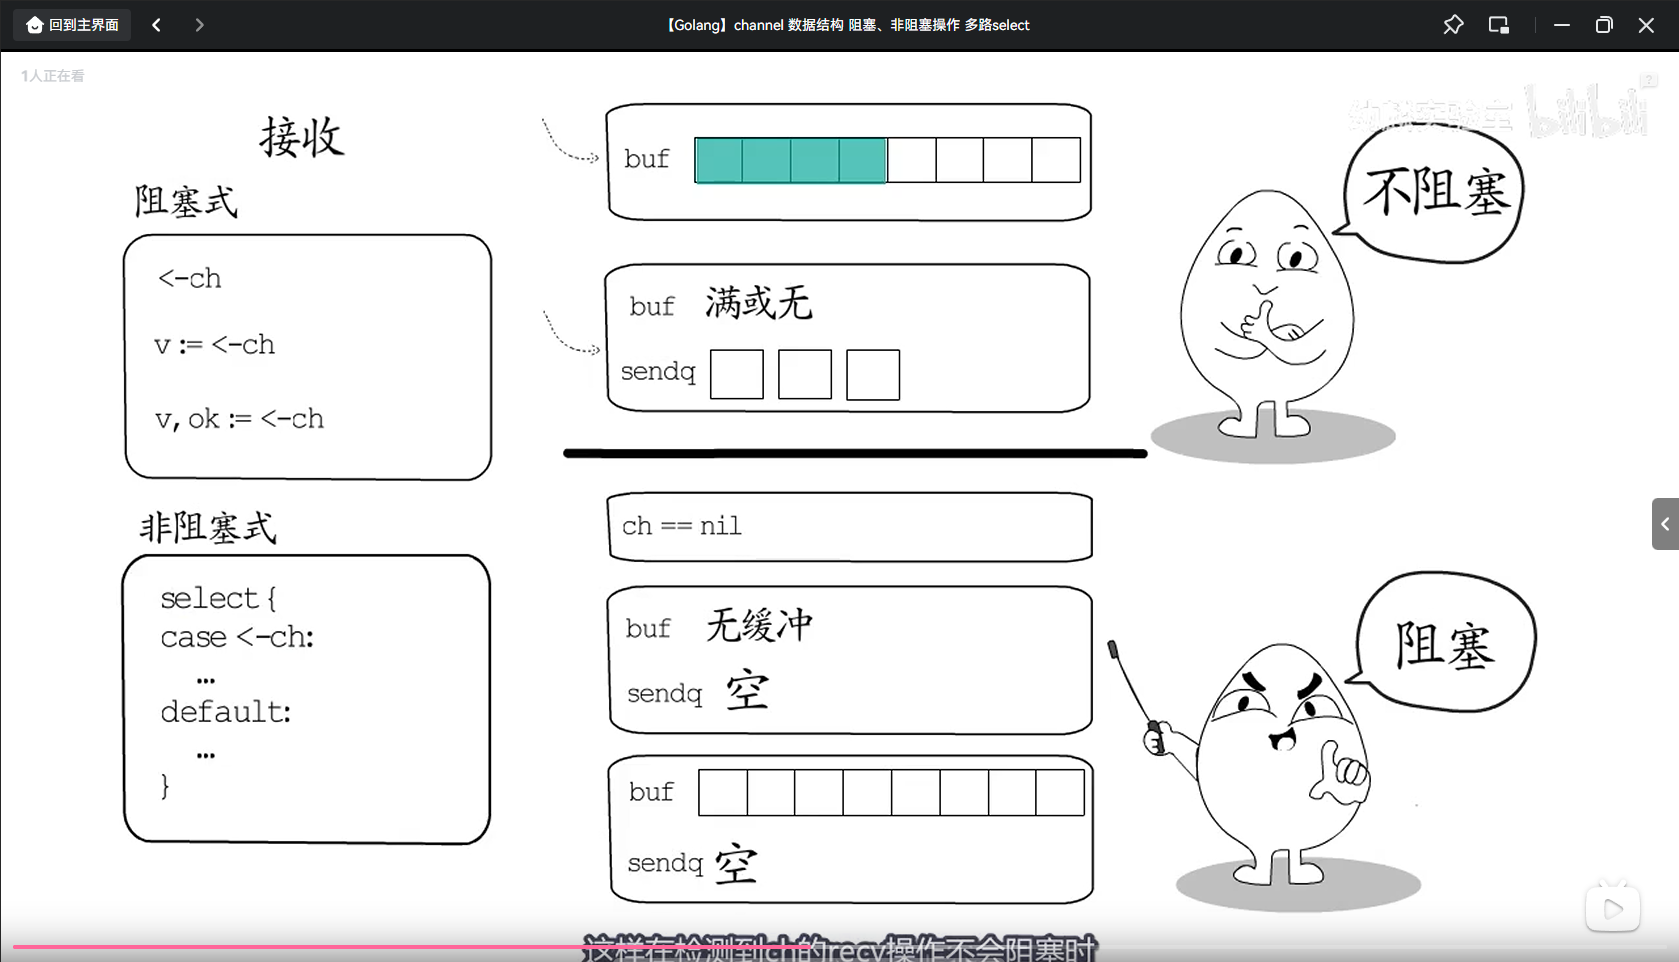 回到主界面
【Golang】channel 数据结构 阻塞、非阻塞操作 多路select
1人正在看
bilibili
接收
阻塞式
<-ch
v := <-ch
v, ok := <-ch
非阻塞式
select {
case <-ch:
...
default:
...
}
buf
buf 满或无
sendq
不阻塞
ch == nil
buf 无缓冲
sendq 空
buf
sendq 空
阻塞
这样在检测到ch的recv操作不会阻塞时